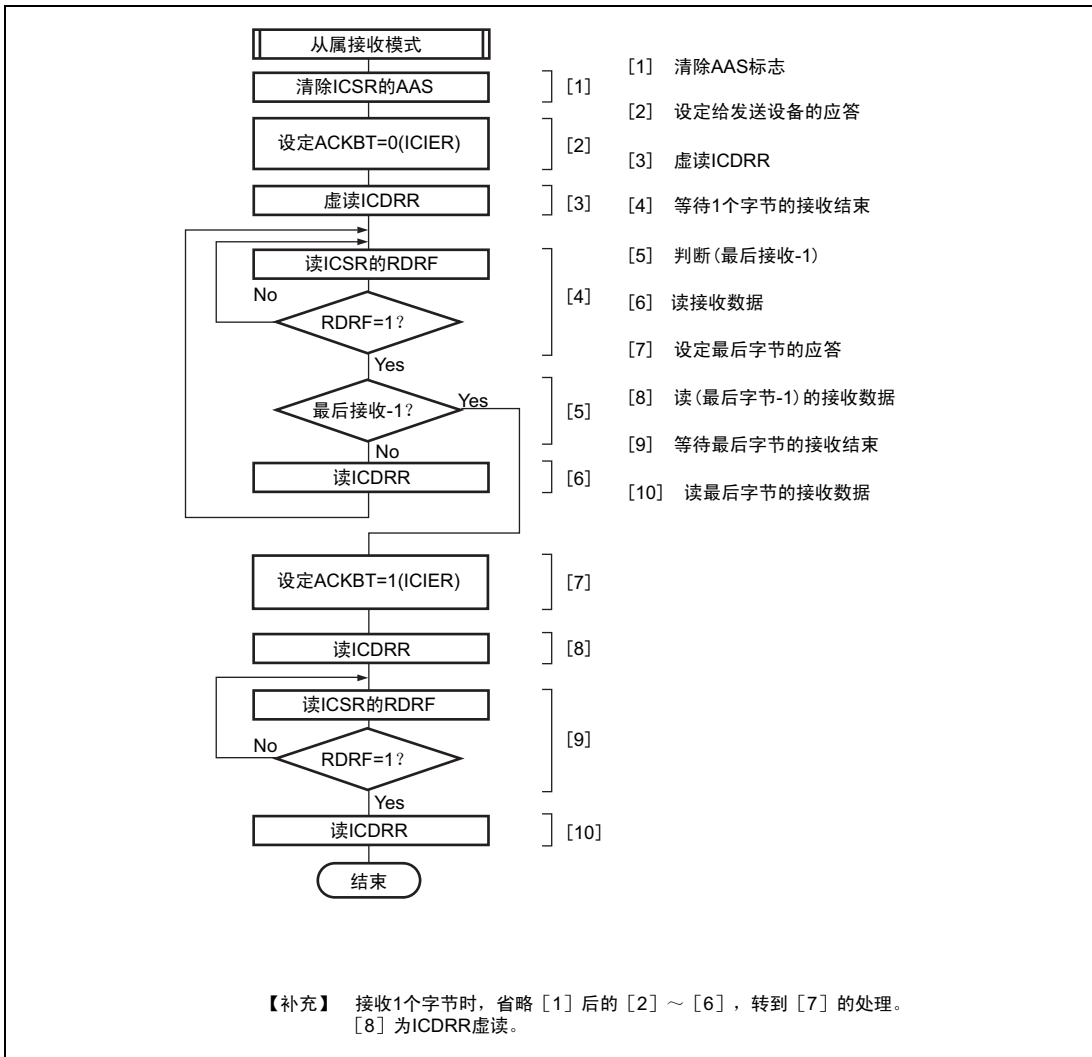 从属接收模式
清除ICSR的AAS
[1]
设定ACKBT=0(ICIER)
[2]
虚读ICDRR
[3]
读ICSR的RDRF
No
RDRF=1？
[4]
Yes
最后接收-1？
Yes
[5]
No
读ICDRR
[6]
设定ACKBT=1(ICIER)
[7]
读ICDRR
[8]
读ICSR的RDRF
No
RDRF=1？
[9]
Yes
读ICDRR
[10]
结束
[1] 清除AAS标志
[2] 设定给发送设备的应答
[3] 虚读ICDRR
[4] 等待1个字节的接收结束
[5] 判断（最后接收-1）
[6] 读接收数据
[7] 设定最后字节的应答
[8] 读（最后字节-1）的接收数据
[9] 等待最后字节的接收结束
[10] 读最后字节的接收数据
【补充】 接收1个字节时，省略［1］后的［2］～［6］，转到［7］的处理。
［8］为ICDRR虚读。